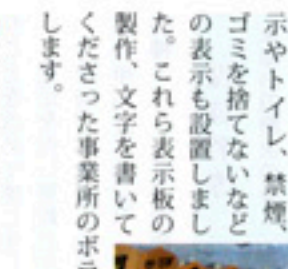 示やトイレ、禁煙、
ゴミを捨てないなど
の表示も設置しまし
た。これら表示板の
製作、文字を書いて
くださった事業所のボラ
します。